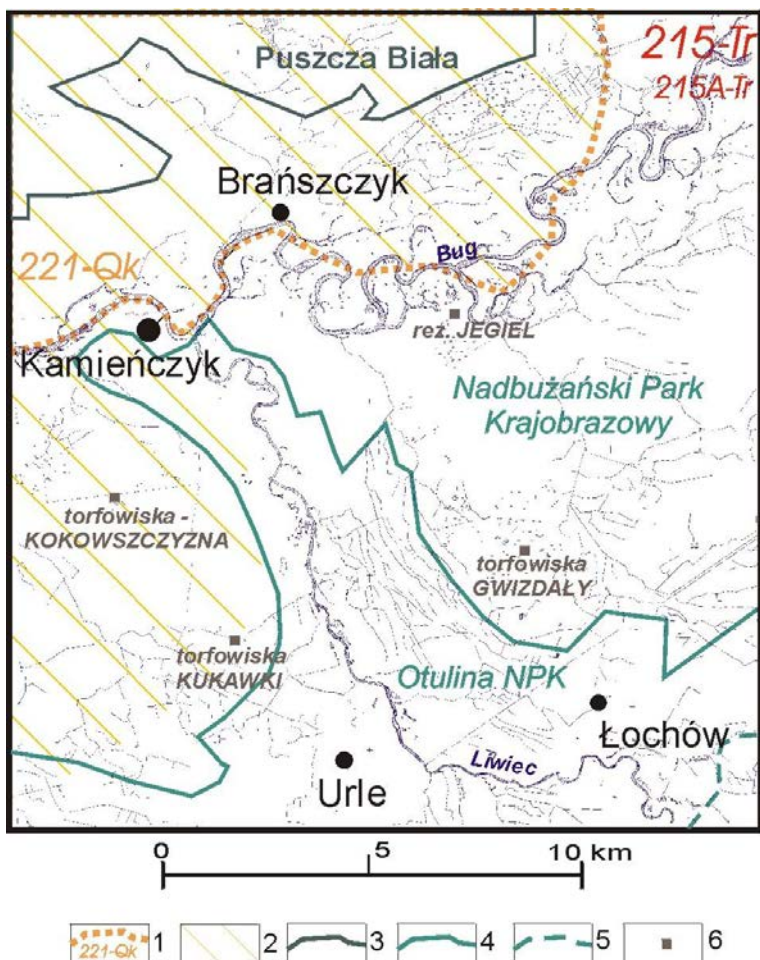 Puszcza Biała
215-Tr
215A-Tr
Brańszczyk
221-Qk
Bug
Kamieńczyk
rez. JEGIEL
Nadbużański Park
Krajobrazowy
torfowiska -
KOKOWSZCZYZNA
torfowiska
GWIZDAŁY
torfowiska
KUKAWKI
Otulina NPK
Łochów
Urle
Liwiec
0 5 10 km
221-Qk 1 2 3 4 5 6